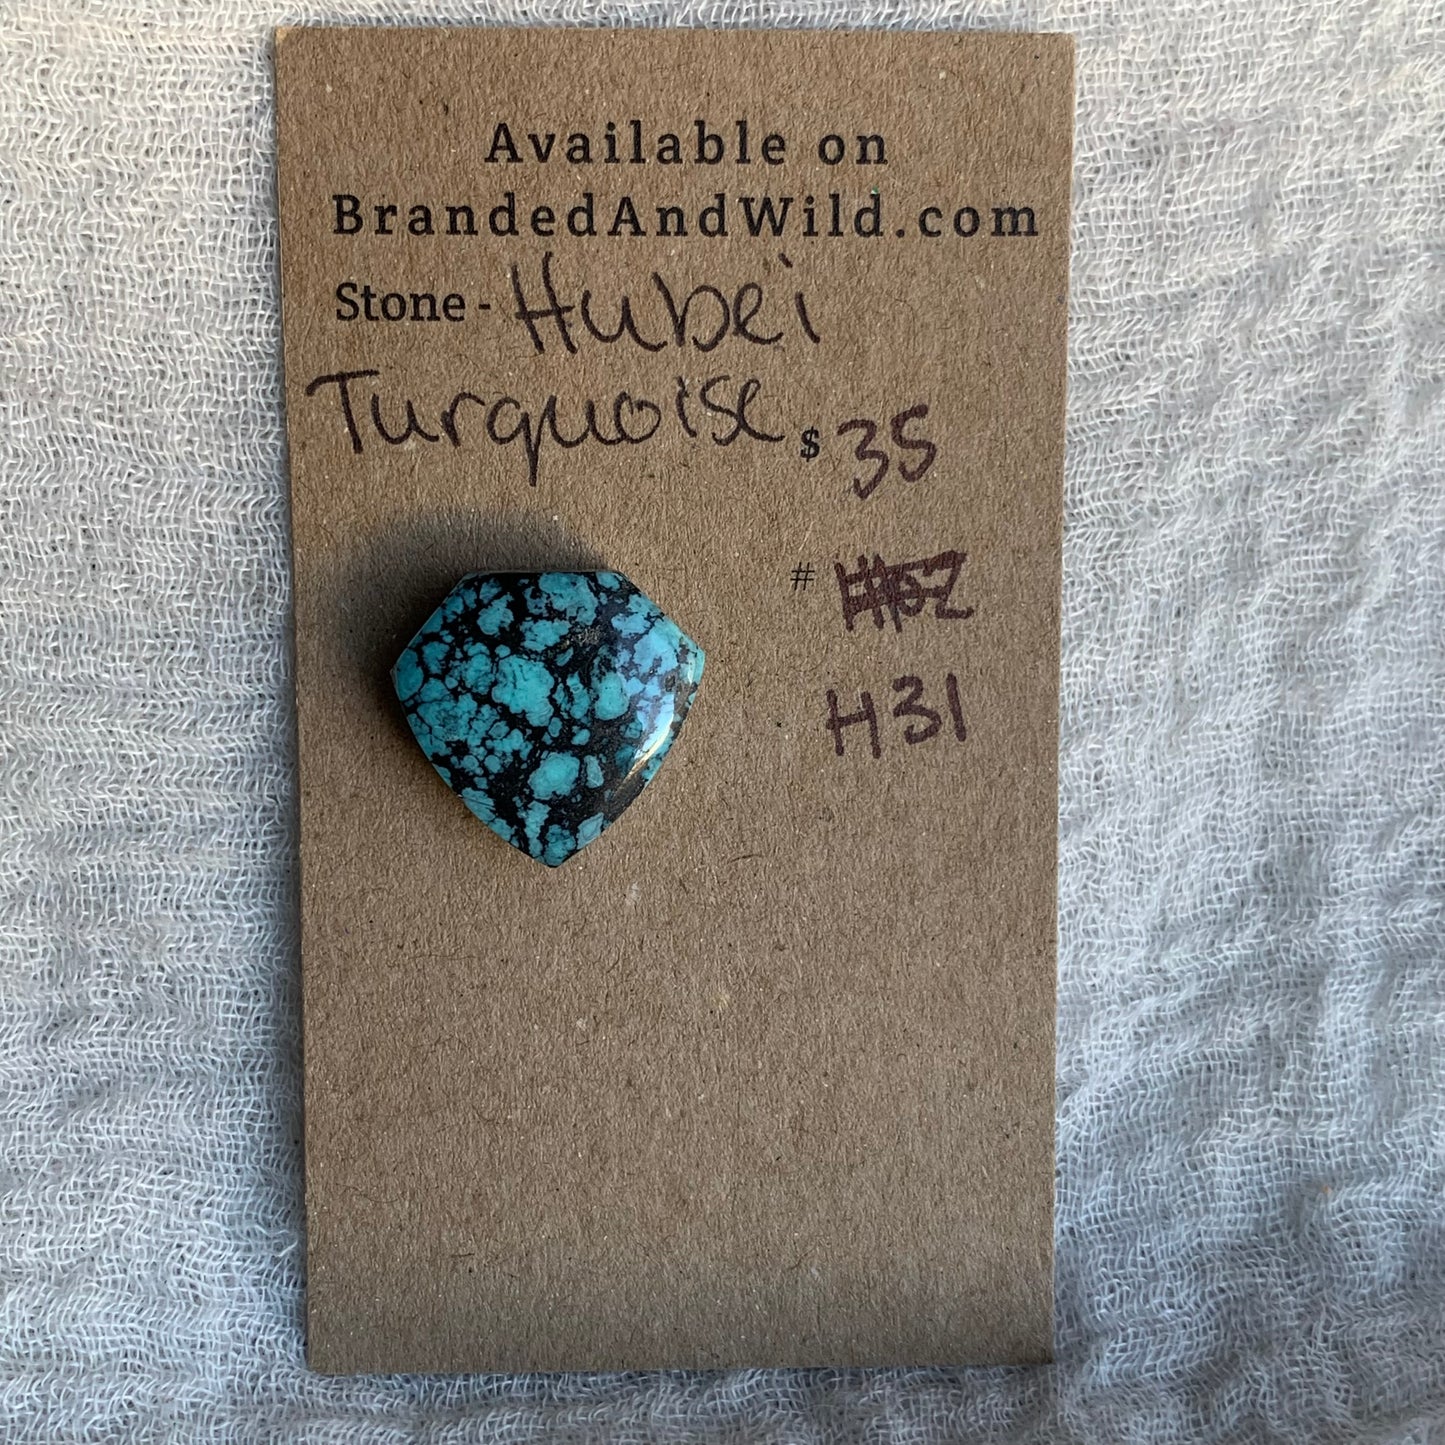 Available on
BrandedAndWild.com
Stone - Hubei
Turquoise $ 35
#
H31